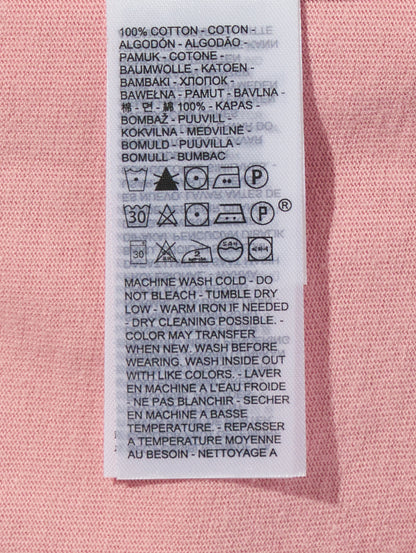 100% COTTON - COTON -
ALGODÓN - ALGODÃO -
PAMUK - COTONE -
BAUMWOLLE - KATOEN -
BAMBAKI - ХЛОПОК -
BAWEŁNA - PAMUT - BAVLNA -
棉 - 면 - 綿 100% - KAPAS -
BOMBAŽ - PUUVILL -
KOKVILNA - MEDVILNĖ -
BOMULD - PUUVILLA -
BOMULL - BUMBAC
P
30 P ®
30 2
MACHINE WASH COLD - DO
NOT BLEACH - TUMBLE DRY
LOW - WARM IRON IF NEEDED
- DRY CLEANING POSSIBLE. -
COLOR MAY TRANSFER
WHEN NEW. WASH BEFORE
WEARING. WASH INSIDE OUT
WITH LIKE COLORS. - LAVER
EN MACHINE A L'EAU FROIDE
- NE PAS BLANCHIR - SECHER
EN MACHINE A BASSE
TEMPERATURE. - REPASSER
A TEMPERATURE MOYENNE
AU BESOIN - NETTOYAGE A